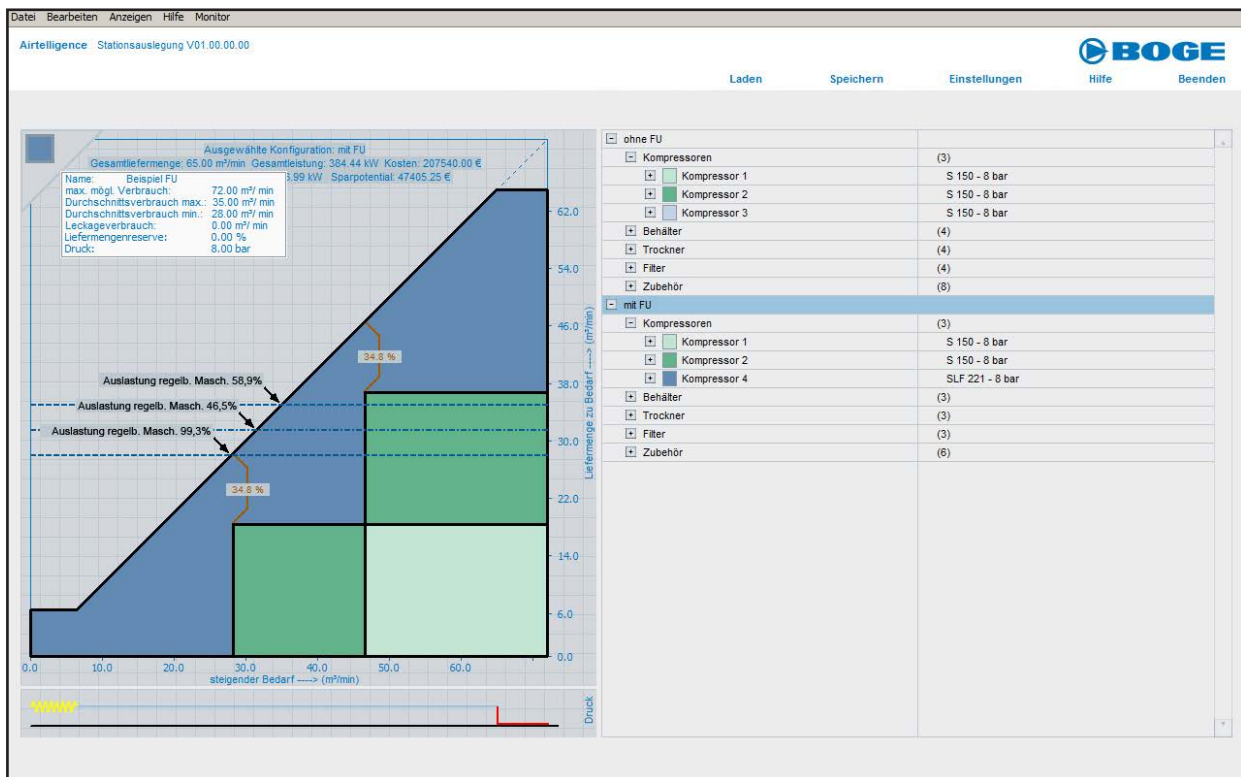 Datei Bearbeiten Anzeigen Hilfe Monitor
Airtelligence Stationsauslegung V01.00.00.00
BOGE
Laden Speichern Einstellungen Hilfe Beenden
Ausgewählte Konfiguration: mit FU
Gesamtliefermenge: 65.00 m³/min Gesamtleistung: 384.44 kW Kosten: 207540.00 €
6.99 kW Sparpotential: 47405.25 €
Name: Beispiel FU
max. mögl. Verbrauch: 72.00 m³/ min
Durchschnittsverbrauch max.: 35.00 m³/ min
Durchschnittsverbrauch min.: 28.00 m³/ min
Leckageverbrauch: 0.00 m³/ min
Liefermengenreserve: 0.00 %
Druck: 8.00 bar
62.0
54.0
46.0
38.0
30.0
22.0
14.0
6.0
0.0
Liefermenge zu Bedarf ----> (m³/min)
34.8 %
Auslastung regelb. Masch. 58,9%
Auslastung regelb. Masch. 46,5%
Auslastung regelb. Masch. 99,3%
34.8 %
0.0 10.0 20.0 30.0 40.0 50.0 60.0
steigender Bedarf ----> (m³/min)
Druck
ohne FU
Kompressoren (3)
Kompressor 1 S 150 - 8 bar
Kompressor 2 S 150 - 8 bar
Kompressor 3 S 150 - 8 bar
Behälter (4)
Trockner (4)
Filter (4)
Zubehör (8)
mit FU
Kompressoren (3)
Kompressor 1 S 150 - 8 bar
Kompressor 2 S 150 - 8 bar
Kompressor 4 SLF 221 - 8 bar
Behälter (3)
Trockner (3)
Filter (3)
Zubehör (6)